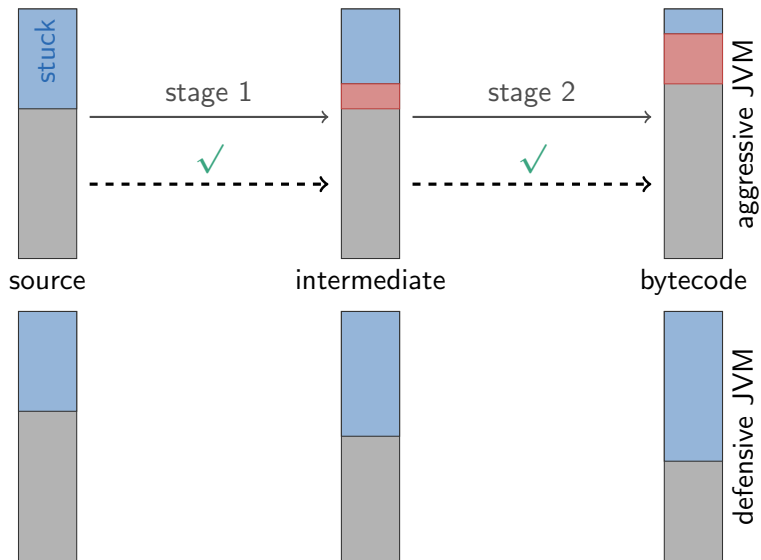 stuck
stage 1
stage 2
√
√
aggressive JVM
source
intermediate
bytecode
defensive JVM